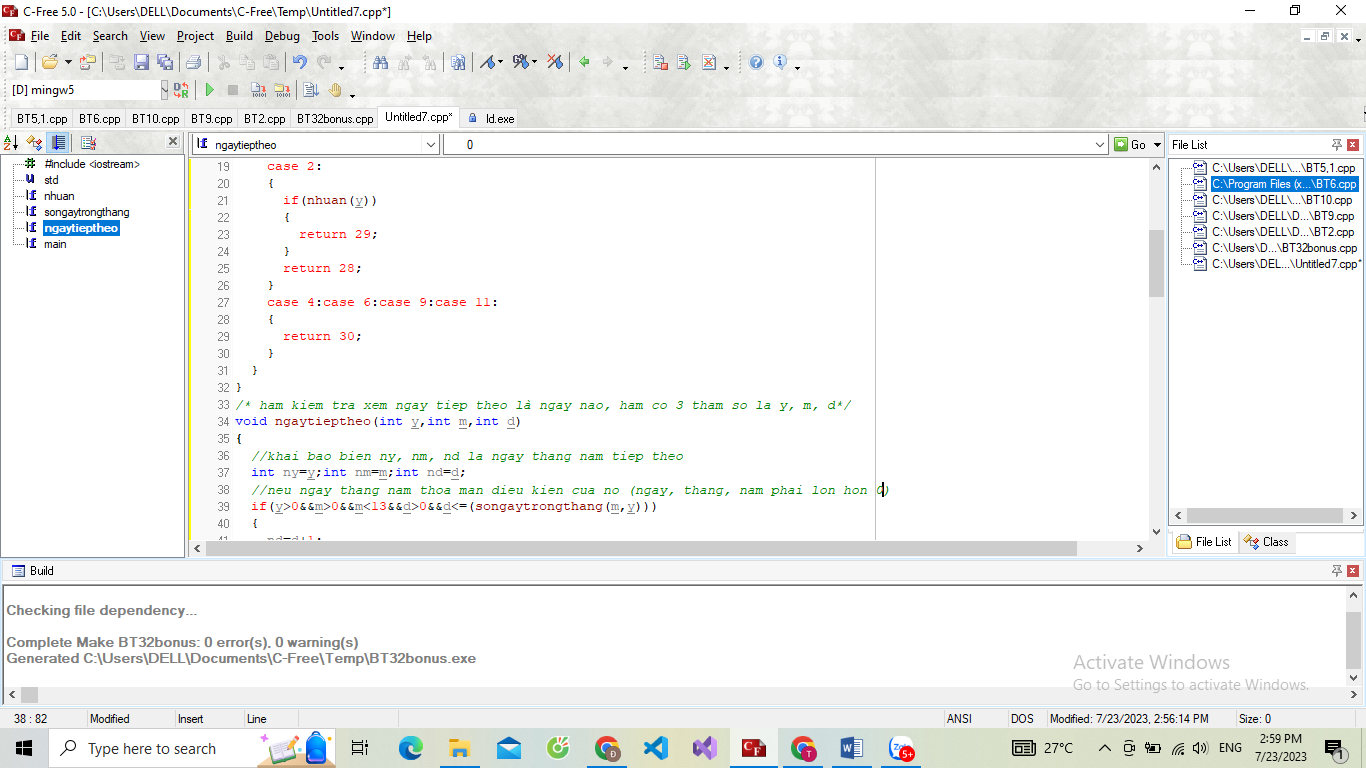 C-Free 5.0 - [C:\Users\DELL\Documents\C-Free\Temp\Untitled7.cpp*]
File Edit Search View Project Build Debug Tools Window Help
[D] mingw5
BT5,1.cpp BT6.cpp BT10.cpp BT9.cpp BT2.cpp BT32bonus.cpp Untitled7.cpp* ld.exe
#include <iostream>
std
nhuan
songaytrongthang
ngaytieptheo
main
ngaytieptheo 0 Go
19 case 2:
20 {
21 if(nhuan(y))
22 {
23 return 29;
24 }
25 return 28;
26 }
27 case 4:case 6:case 9:case 11:
28 {
29 return 30;
30 }
31 }
32 }
33 /* ham kiem tra xem ngay tiep theo là ngay nao, ham co 3 tham so la y, m, d*/
34 void ngaytieptheo(int y,int m,int d)
35 {
36 //khai bao bien ny, nm, nd la ngay thang nam tiep theo
37 int ny=y;int nm=m;int nd=d;
38 //neu ngay thang nam thoa man dieu kien cua no (ngay, thang, nam phai lon hon 0)
39 if(y>0&&m>0&&m<13&&d>0&&d<=(songaytrongthang(m,y)))
40 {
41 nd=d+1;
File List
C:\Users\DELL\...\BT5,1.cpp
C:\Program Files (x...\BT6.cpp
C:\Users\DELL\...\BT10.cpp
C:\Users\DELL\D...\BT9.cpp
C:\Users\DELL\D...\BT2.cpp
C:\Users\D...\BT32bonus.cpp
C:\Users\DEL...\Untitled7.cpp*
File List Class
Build
Checking file dependency...
Complete Make BT32bonus: 0 error(s), 0 warning(s)
Generated C:\Users\DELL\Documents\C-Free\Temp\BT32bonus.exe
Activate Windows
Go to Settings to activate Windows.
38 : 82 Modified Insert Line ANSI DOS Modified: 7/23/2023, 2:56:14 PM Size: 0
Type here to search
27°C ENG 2:59 PM
7/23/2023
5+
1